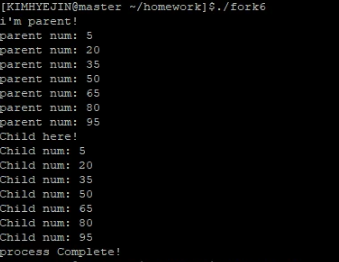 [KIMHYEJIN@master ~/homework]$./fork6
i'm parent!
parent num: 5
parent num: 20
parent num: 35
parent num: 50
parent num: 65
parent num: 80
parent num: 95
Child here!
Child num: 5
Child num: 20
Child num: 35
Child num: 50
Child num: 65
Child num: 80
Child num: 95
process Complete!